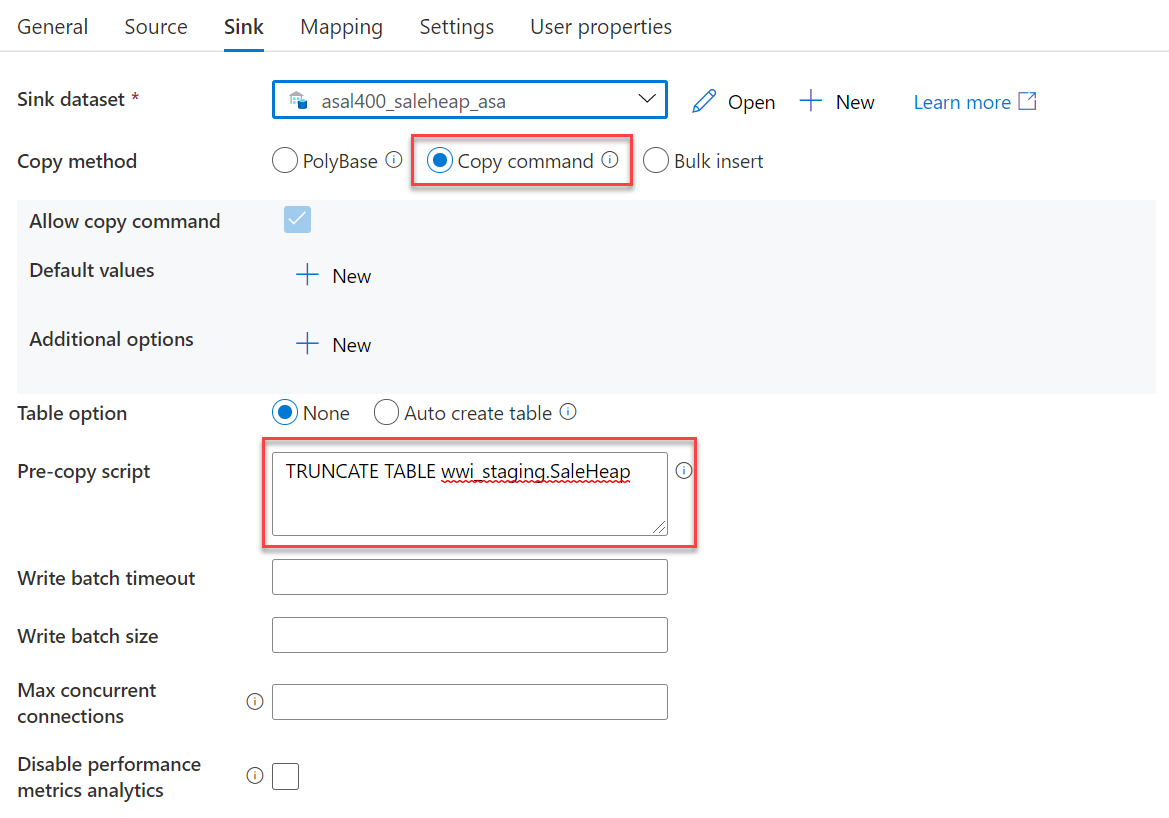 General Source Sink Mapping Settings User properties
Sink dataset * asal400_saleheap_asa Open New Learn more
Copy method PolyBase Copy command Bulk insert
Allow copy command
Default values New
Additional options New
Table option None Auto create table
Pre-copy script TRUNCATE TABLE wwi_staging.SaleHeap
Write batch timeout
Write batch size
Max concurrent
connections
Disable performance
metrics analytics